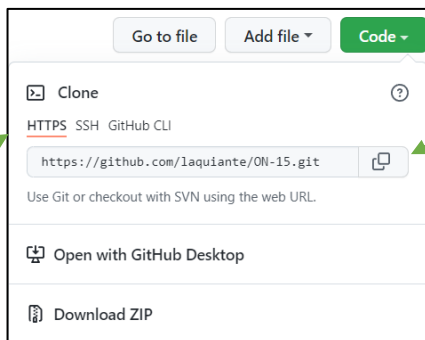 Go to file Add file Code
Clone
HTTPS SSH GitHub CLI
https://github.com/laquiante/ON-15.git
Use Git or checkout with SVN using the web URL.
Open with GitHub Desktop
Download ZIP